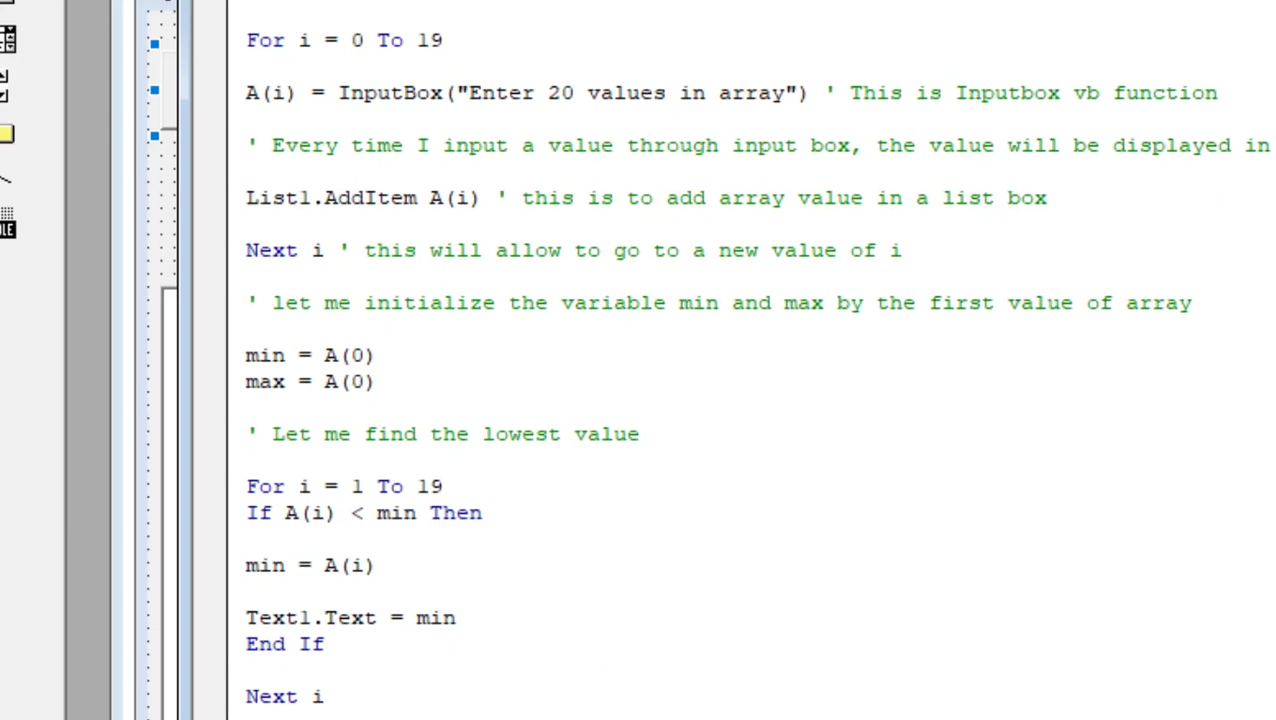 For i = 0 To 19
A(i) = InputBox("Enter 20 values in array") ' This is Inputbox vb function
' Every time I input a value through input box, the value will be displayed in
List1.AddItem A(i) ' this is to add array value in a list box
Next i ' this will allow to go to a new value of i
' let me initialize the variable min and max by the first value of array
min = A(0)
max = A(0)
' Let me find the lowest value
For i = 1 To 19
If A(i) < min Then
min = A(i)
Text1.Text = min
End If
Next i